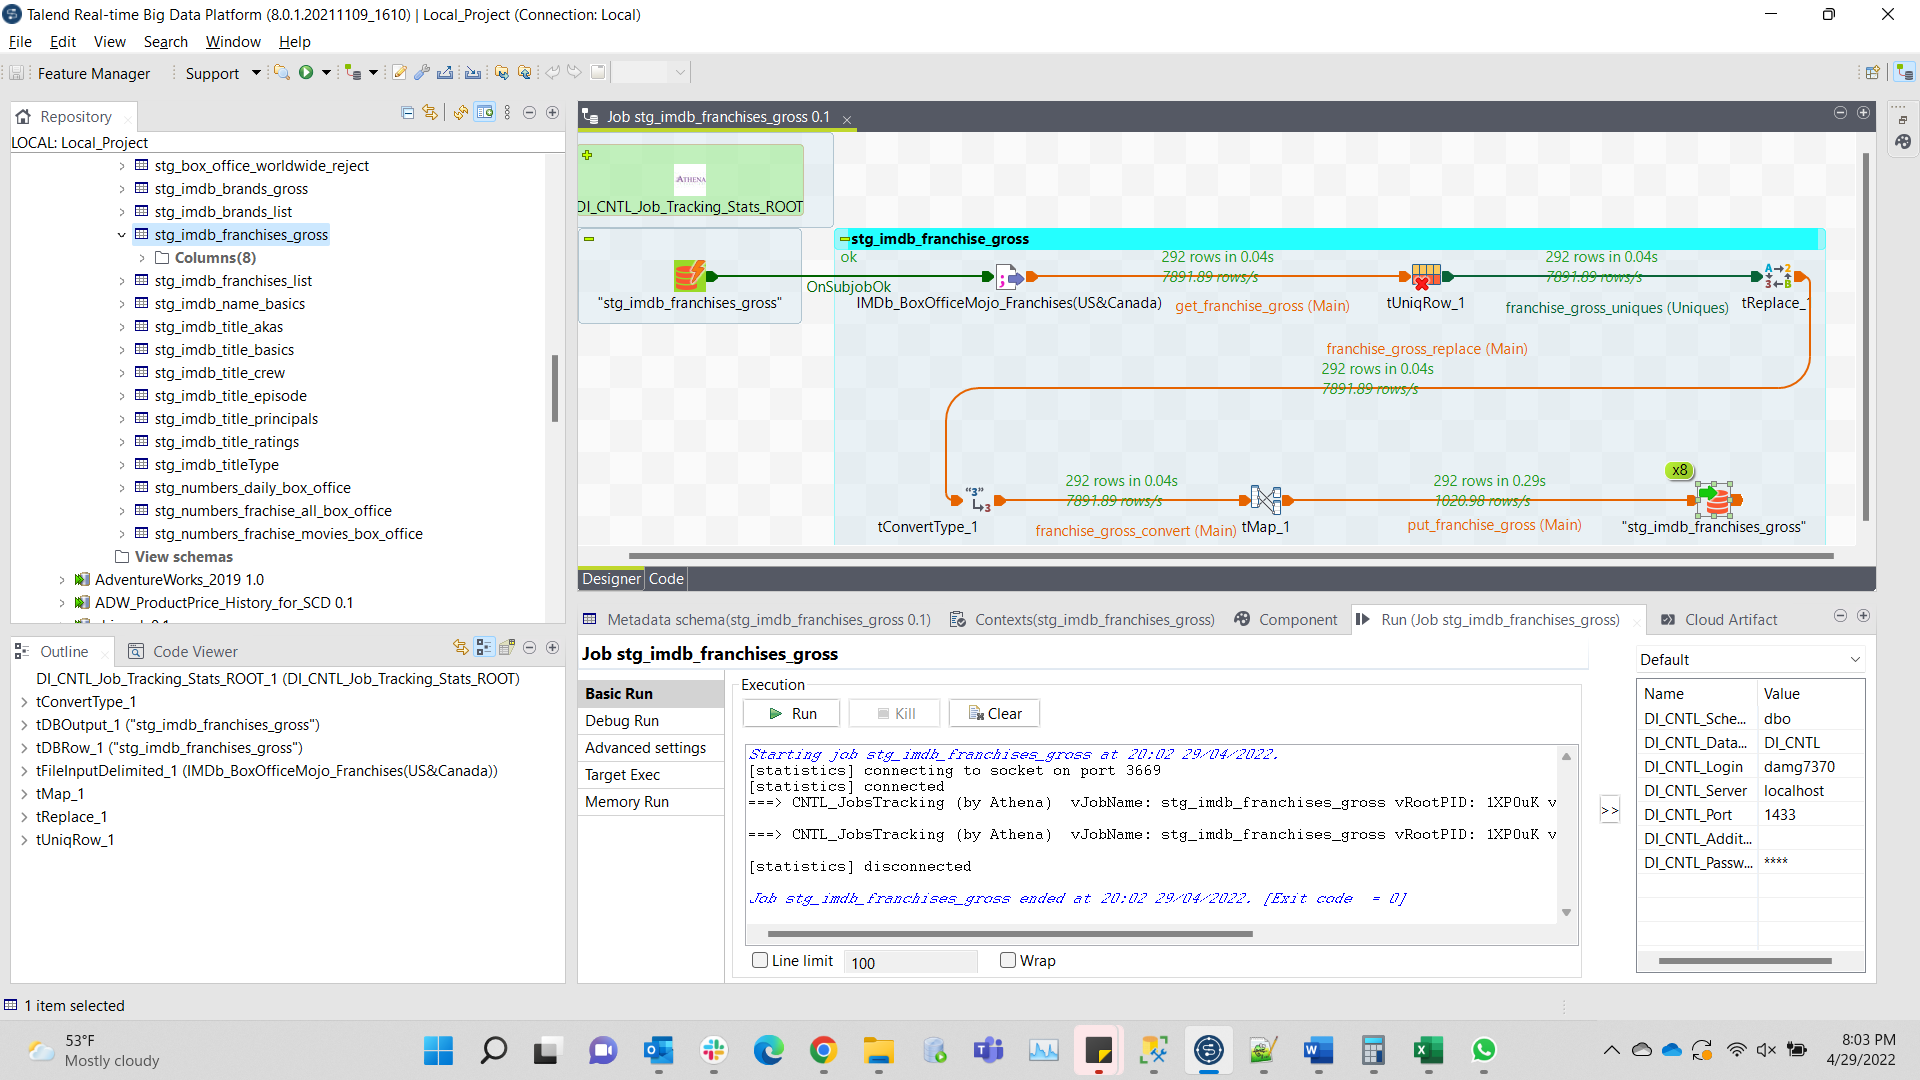 Talend Real-time Big Data Platform (8.0.1.20211109_1610) | Local_Project (Connection: Local)
File Edit View Search Window Help
Feature Manager Support
Repository
LOCAL: Local_Project
stg_box_office_worldwide_reject
stg_imdb_brands_gross
stg_imdb_brands_list
stg_imdb_franchises_gross
Columns(8)
stg_imdb_franchises_list
stg_imdb_name_basics
stg_imdb_title_akas
stg_imdb_title_basics
stg_imdb_title_crew
stg_imdb_title_episode
stg_imdb_title_principals
stg_imdb_title_ratings
stg_imdb_titleType
stg_numbers_daily_box_office
stg_numbers_frachise_all_box_office
stg_numbers_frachise_movies_box_office
View schemas
AdventureWorks_2019 1.0
ADW_ProductPrice_History_for_SCD 0.1
Outline Code Viewer
DI_CNTL_Job_Tracking_Stats_ROOT_1 (DI_CNTL_Job_Tracking_Stats_ROOT)
tConvertType_1
tDBOutput_1 ("stg_imdb_franchises_gross")
tDBRow_1 ("stg_imdb_franchises_gross")
tFileInputDelimited_1 (IMDb_BoxOfficeMojo_Franchises(US&Canada))
tMap_1
tReplace_1
tUniqRow_1
Job stg_imdb_franchises_gross 0.1
ATHENA
DI_CNTL_Job_Tracking_Stats_ROOT
stg_imdb_franchise_gross
ok
292 rows in 0.04s
7891.89 rows/s
292 rows in 0.04s
7891.89 rows/s
OnSubjobOk
"stg_imdb_franchises_gross"
IMDb_BoxOfficeMojo_Franchises(US&Canada)
get_franchise_gross (Main)
tUniqRow_1
franchise_gross_uniques (Uniques)
tReplace_1
franchise_gross_replace (Main)
292 rows in 0.04s
7891.89 rows/s
x8
292 rows in 0.04s
7891.89 rows/s
292 rows in 0.29s
1020.98 rows/s
tConvertType_1
franchise_gross_convert (Main)
tMap_1
put_franchise_gross (Main)
"stg_imdb_franchises_gross"
Designer Code
Metadata schema(stg_imdb_franchises_gross 0.1) Contexts(stg_imdb_franchises_gross) Component Run (Job stg_imdb_franchises_gross) Cloud Artifact
Job stg_imdb_franchises_gross
Basic Run
Debug Run
Advanced settings
Target Exec
Memory Run
Execution
Run Kill Clear
Starting job stg_imdb_franchises_gross at 20:02 29/04/2022.
[statistics] connecting to socket on port 3669
[statistics] connected
===> CNTL_JobsTracking (by Athena) vJobName: stg_imdb_franchises_gross vRootPID: 1XPOuK v
===> CNTL_JobsTracking (by Athena) vJobName: stg_imdb_franchises_gross vRootPID: 1XPOuK v
[statistics] disconnected
Job stg_imdb_franchises_gross ended at 20:02 29/04/2022. [Exit code = 0]
Line limit 100 Wrap
>>
Default
Name Value
DI_CNTL_Sche... dbo
DI_CNTL_Data... DI_CNTL
DI_CNTL_Login damg7370
DI_CNTL_Server localhost
DI_CNTL_Port 1433
DI_CNTL_Addit...
DI_CNTL_Passw... ****
1 item selected
53°F
Mostly cloudy
8:03 PM
4/29/2022